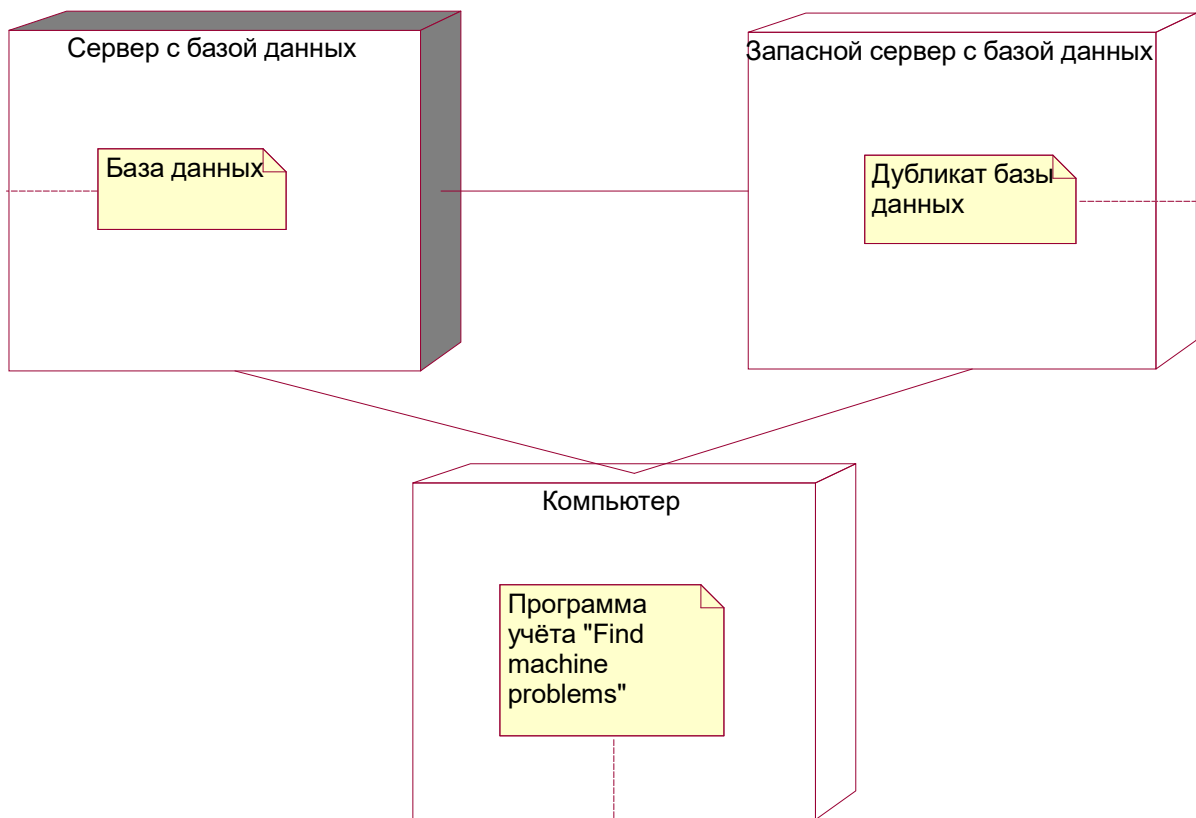 Сервер с базой данных
Запасной сервер с базой данных
База данных
Дубликат базы
данных
Компьютер
Программа
учёта "Find
machine
problems"